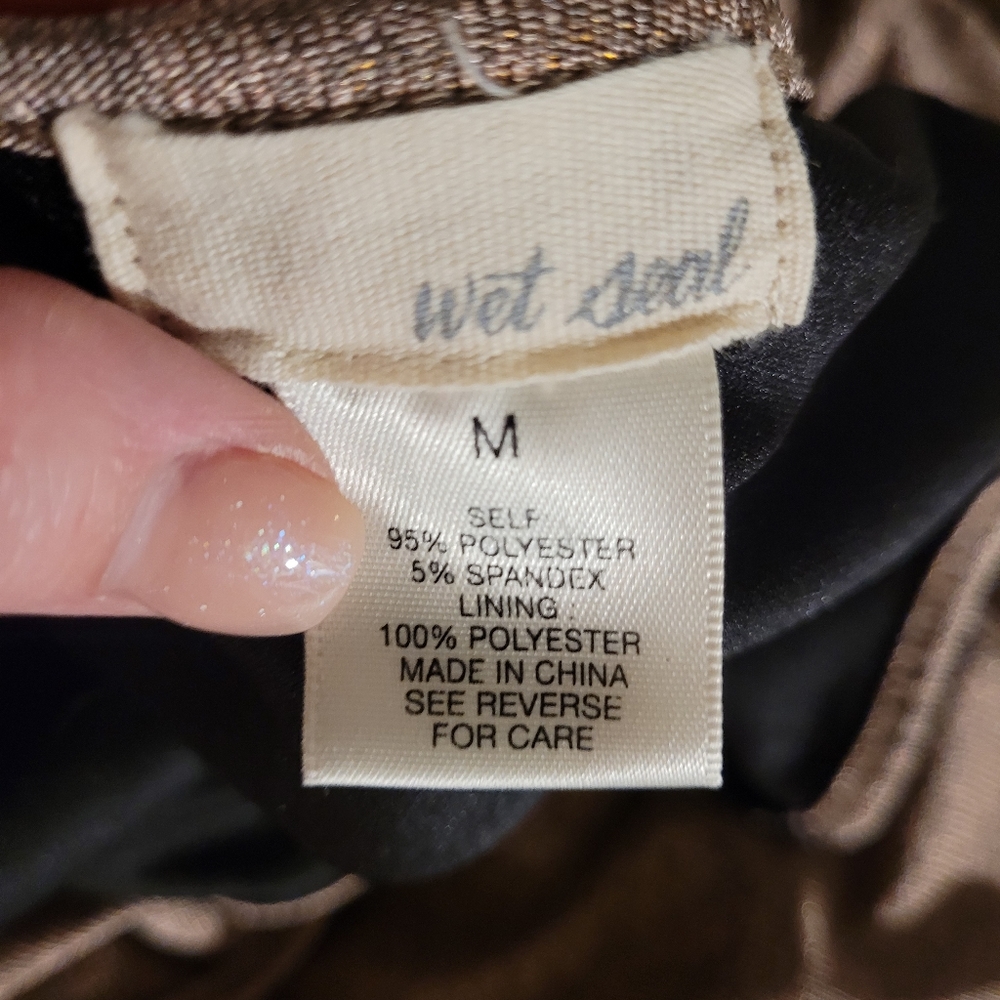 Wet Seal
M
SELF
95% POLYESTER
5% SPANDEX
LINING :
100% POLYESTER
MADE IN CHINA
SEE REVERSE
FOR CARE